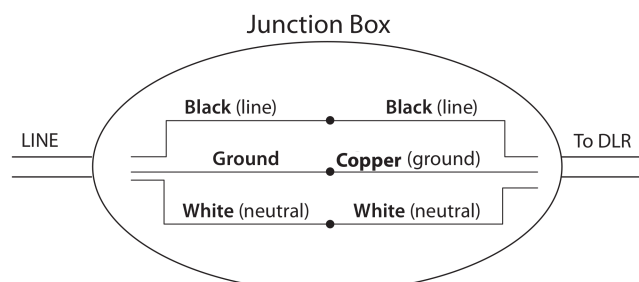 Junction Box
Black (line) Black (line)
LINE To DLR
Ground Copper (ground)
White (neutral) White (neutral)